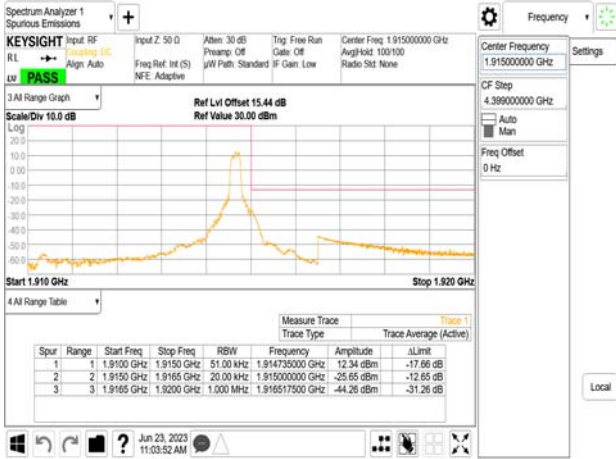 Spectrum Analyzer 1
Spurious Emissions
Frequency
KEYSIGHT Input: RF Input Z: 50 Ω Atten: 30 dB Trig: Free Run Center Freq: 1.915000000 GHz
RL Coupling: DC Preamp: Off Gate: Off Avg|Hold: 100/100
Align: Auto Freq Ref: Int (S) µW Path: Standard IF Gain: Low Radio Std: None
NFE: Adaptive
LVI PASS
Center Frequency
1.915000000 GHz
Settings
CF Step
4.399000000 GHz
Auto
Man
Freq Offset
0 Hz
Local
3 All Range Graph
Ref Lvl Offset 15.44 dB
Scale/Div 10.0 dB Ref Value 30.00 dBm
Log
20.0
10.0
0.00
-10.0
-20.0
-30.0
-40.0
-50.0
-60.0
Start 1.910 GHz Stop 1.920 GHz
4 All Range Table
Measure Trace Trace 1
Trace Type Trace Average (Active)
Spur Range Start Freq Stop Freq RBW Frequency Amplitude ΔLimit
1 1 1.9100 GHz 1.9150 GHz 51.00 kHz 1.914735000 GHz 12.34 dBm -17.66 dB
2 2 1.9150 GHz 1.9165 GHz 20.00 kHz 1.915000000 GHz -25.65 dBm -12.65 dB
3 3 1.9165 GHz 1.9200 GHz 1.000 MHz 1.916517500 GHz -44.26 dBm -31.26 dB
Jun 23, 2023
11:03:52 AM